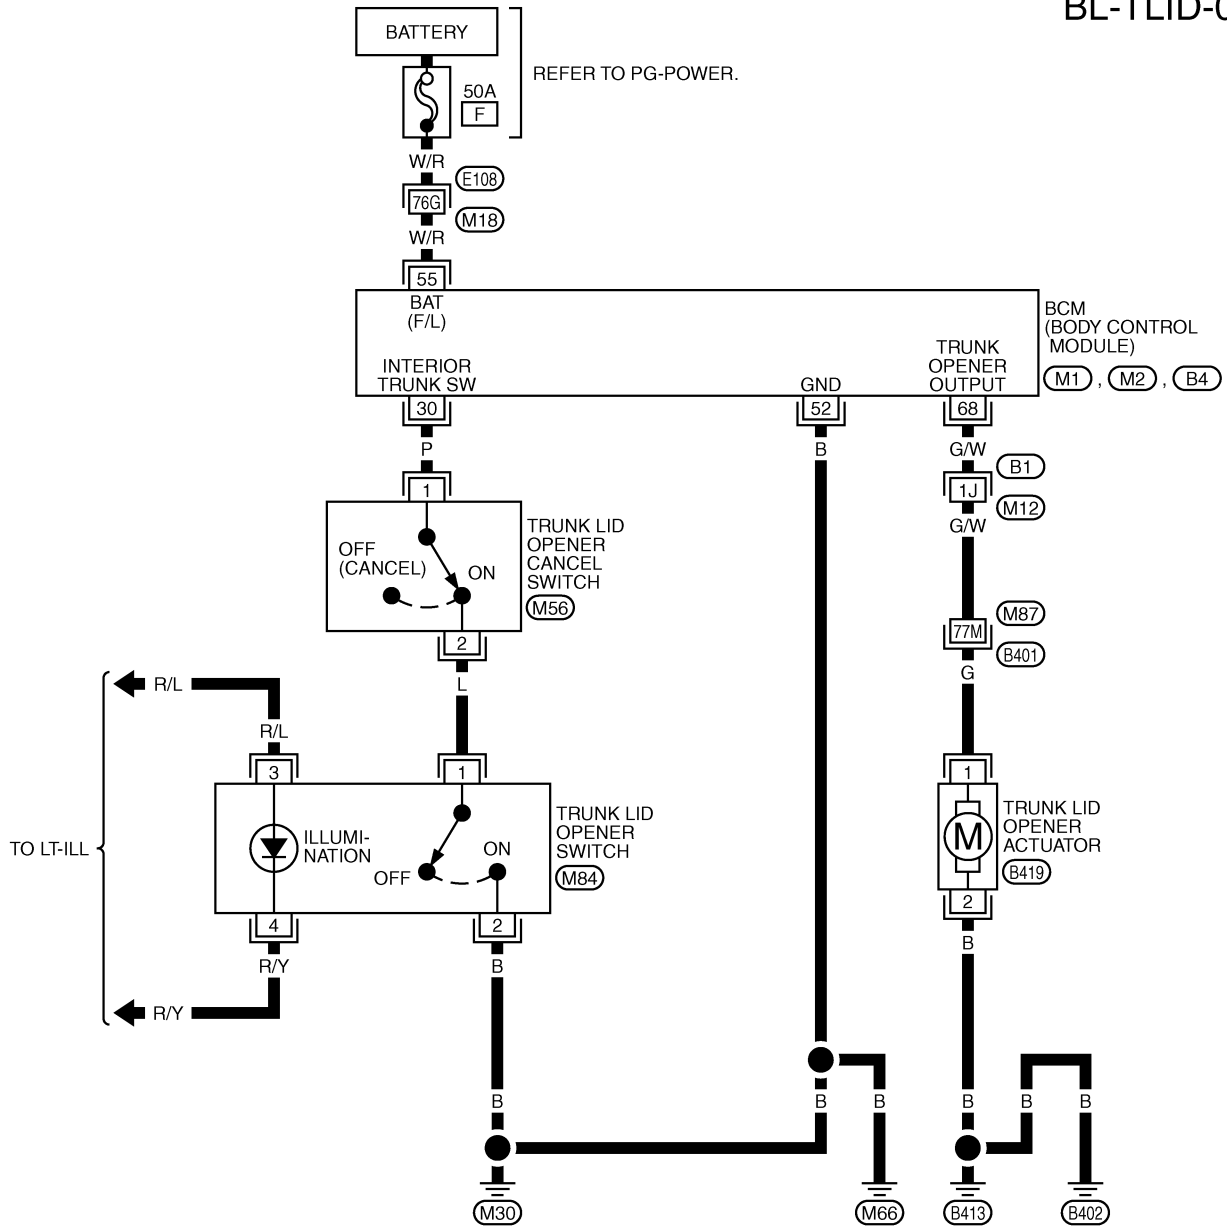 BL-TLID-0
BATTERY
REFER TO PG-POWER.
50A
F
W/R
E108
76G
M18
W/R
55
BAT
(F/L)
BCM
(BODY CONTROL
MODULE)
M1 , M2 , B4
INTERIOR
TRUNK SW
GND
TRUNK
OPENER
OUTPUT
30
52
68
P
B
G/W
B1
1J
M12
G/W
1
TRUNK LID
OPENER
CANCEL
SWITCH
M56
OFF
(CANCEL)
ON
2
L
M87
77M
B401
G
R/L
R/L
3
1
1
TO LT-ILL
ILLUMI-
NATION
OFF
ON
TRUNK LID
OPENER
SWITCH
M84
M
TRUNK LID
OPENER
ACTUATOR
B419
4
2
2
R/Y
B
B
R/Y
B
B
B
B
B
B
M30
M66
B413
B402